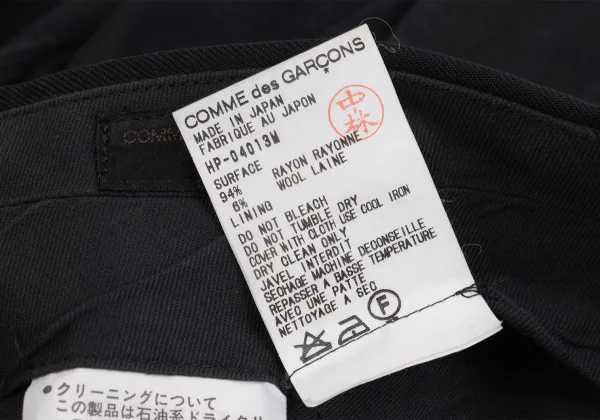 COMME des GARÇONS
MADE IN JAPAN
FABRIQUE AU JAPON
HP-04013M
中林
SURFACE
94% RAYON RAYONNE
6% WOOL LAINE
LINING
DO NOT BLEACH
DO NOT TUMBLE DRY
COVER WITH CLOTH USE COOL IRON
DRY CLEAN ONLY
JAVEL INTERDIT
SECHAGE MACHINE DECONSEILLE
REPASSER A BASSE TEMPERATURE
AVEC UNE PATTE
NETTOYAGE A SEC
F
COMM
●クリーニングについて
この製品は石油系ドライクリ